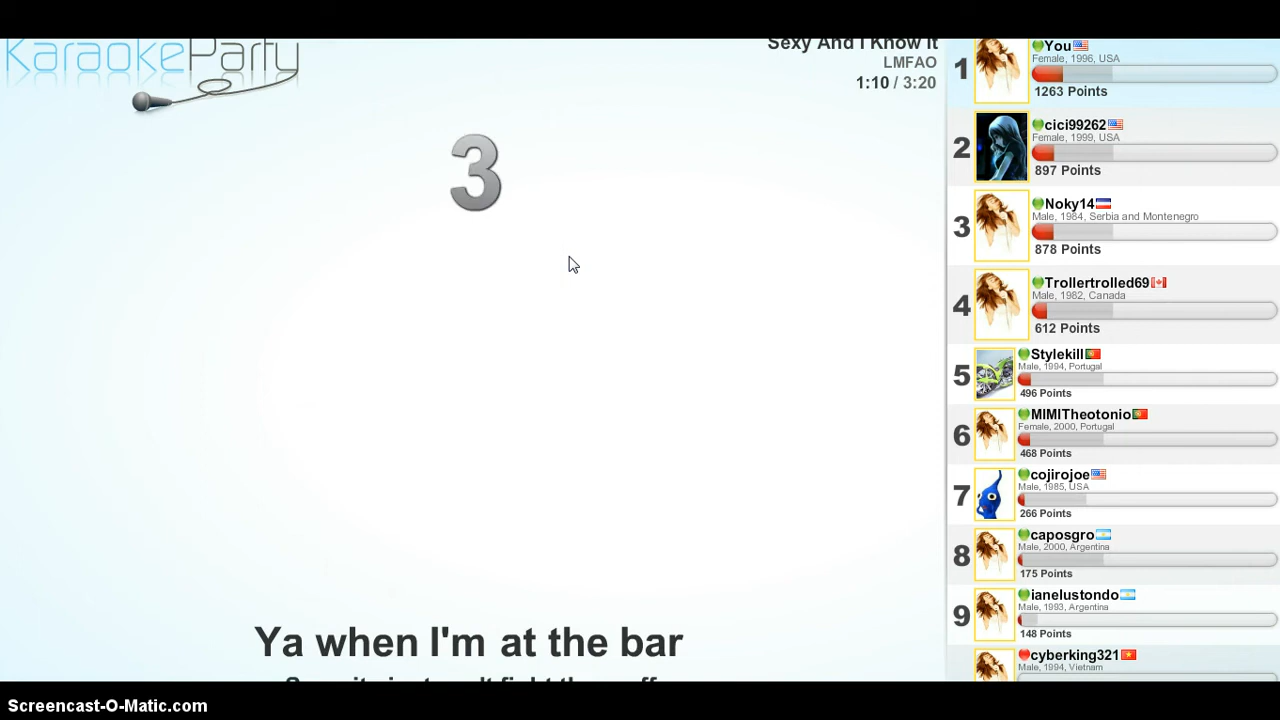 KaraokeParty
Sexy And I Know It
LMFAO
1:10 / 3:20
3
Ya when I'm at the bar
1
You
Female, 1996, USA
1263 Points
2
cici99262
Female, 1999, USA
897 Points
3
Noky14
Male, 1984, Serbia and Montenegro
878 Points
4
Trollertrolled69
Male, 1982, Canada
612 Points
5
Stylekill
Male, 1994, Portugal
496 Points
6
MIMITheotonio
Female, 2000, Portugal
468 Points
7
cojirojoe
Male, 1985, USA
266 Points
8
caposgro
Male, 2000, Argentina
175 Points
9
ianelustondo
Male, 1993, Argentina
148 Points
cyberking321
Male, 1994, Vietnam
Screencast-O-Matic.com